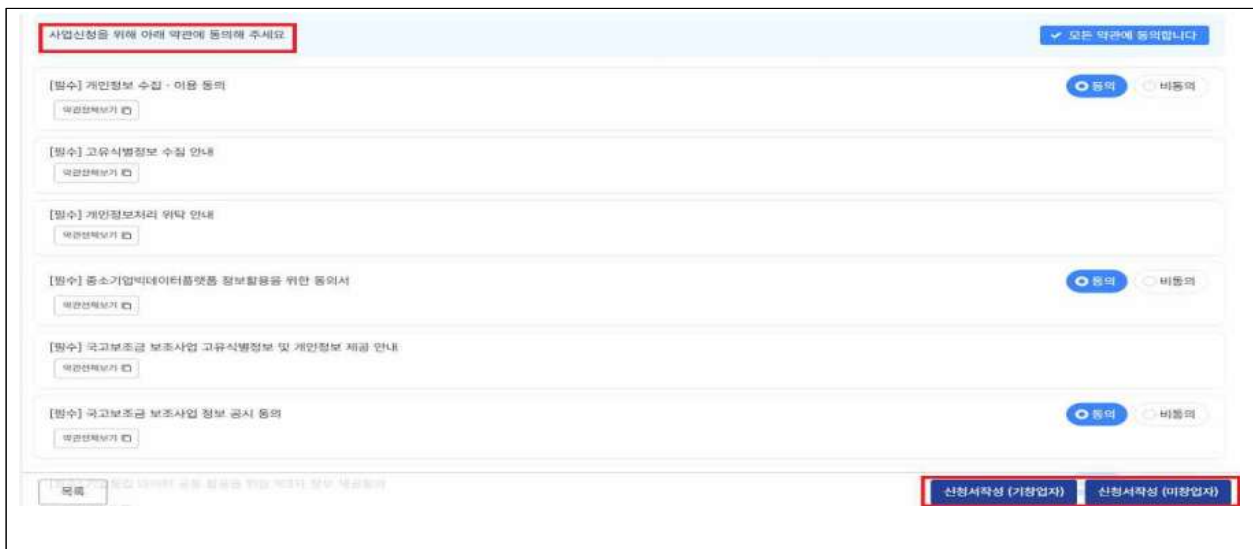 사업신청을 위해 아래 약관에 동의해 주세요
✓ 모든 약관에 동의합니다
[필수] 개인정보 수집 · 이용 동의
동의 비동의
약관전체보기
[필수] 고유식별정보 수집 안내
약관전체보기
[필수] 개인정보처리 위탁 안내
약관전체보기
[필수] 중소기업빅데이터플랫폼 정보활용을 위한 동의서
동의 비동의
약관전체보기
[필수] 국고보조금 보조사업 고유식별정보 및 개인정보 제공 안내
약관전체보기
[필수] 국고보조금 보조사업 정보 공시 동의
동의 비동의
약관전체보기
목록
신청서작성 (기창업자) 신청서작성 (미창업자)